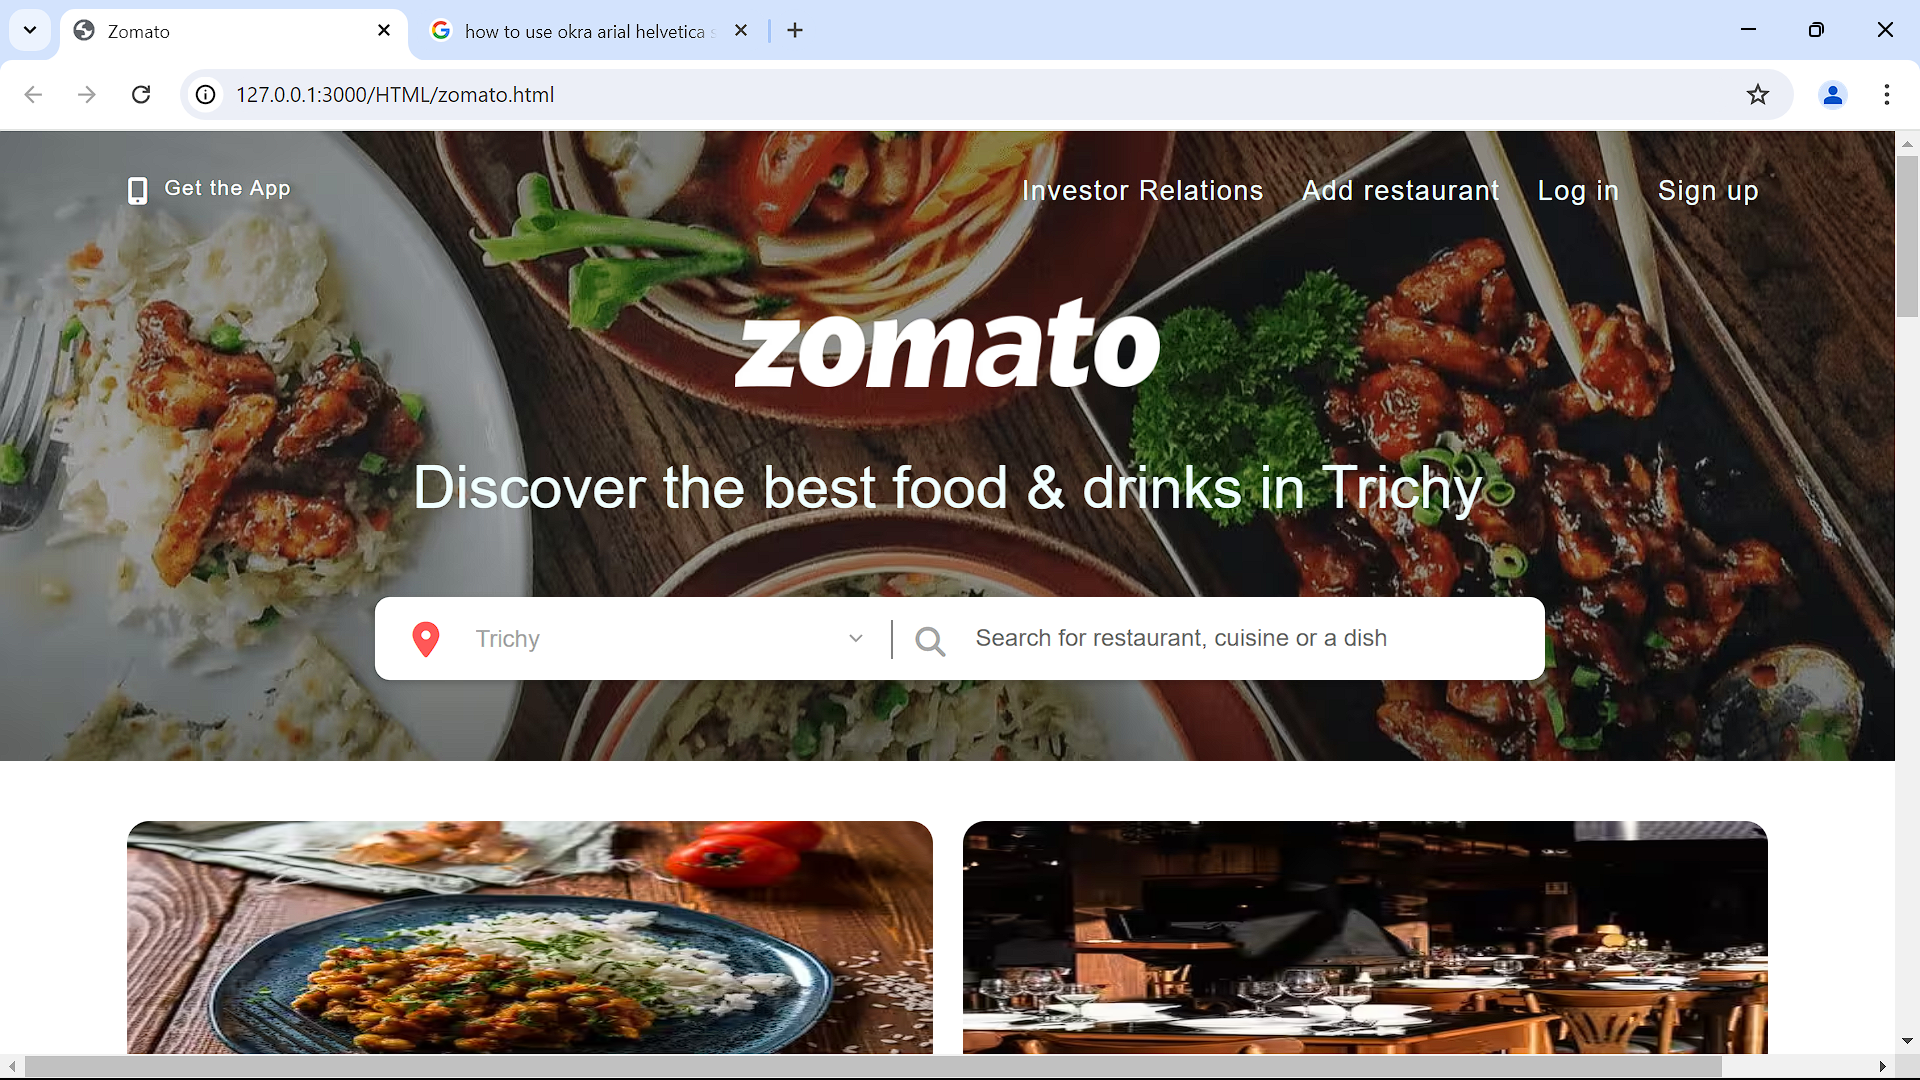 Zomato
how to use okra arial helvetica
127.0.0.1:3000/HTML/zomato.html
Get the App
Investor Relations
Add restaurant
Log in
Sign up
zomato
Discover the best food & drinks in Trichy
Trichy
Search for restaurant, cuisine or a dish